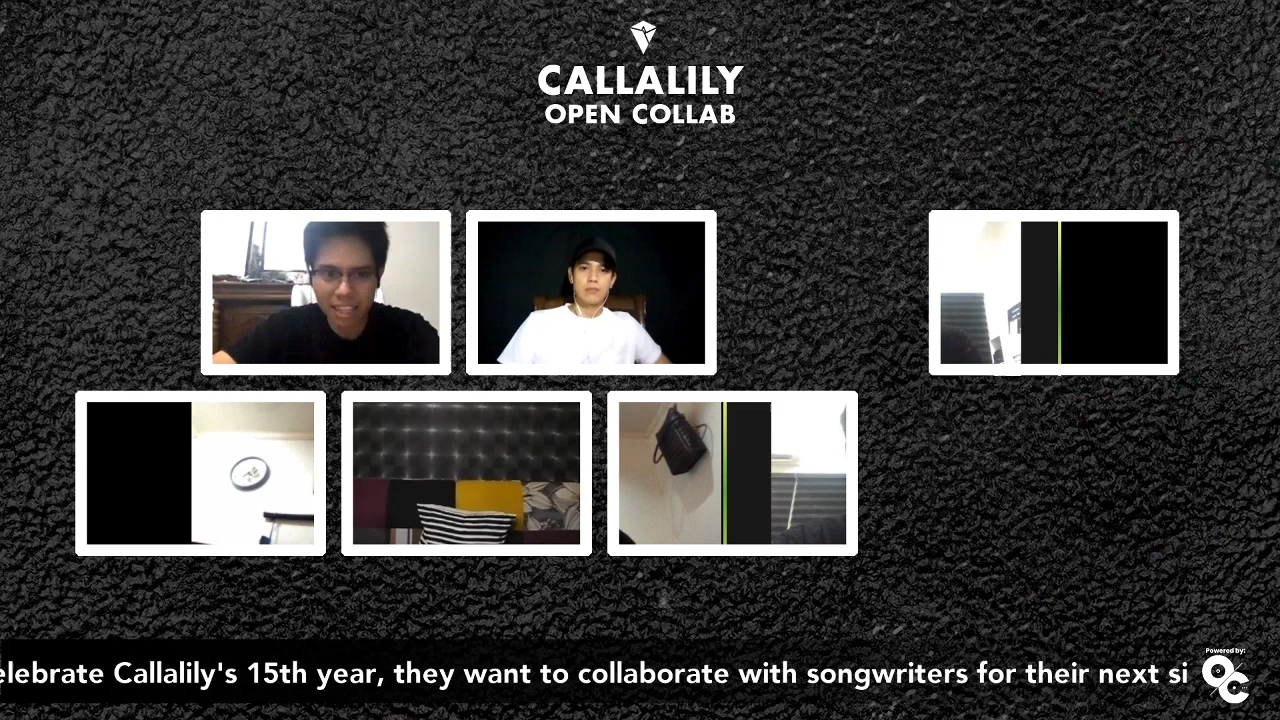 CALLALILY
OPEN COLLAB
elebrate Callalily's 15th year, they want to collaborate with songwriters for their next si
Powered by:
OC